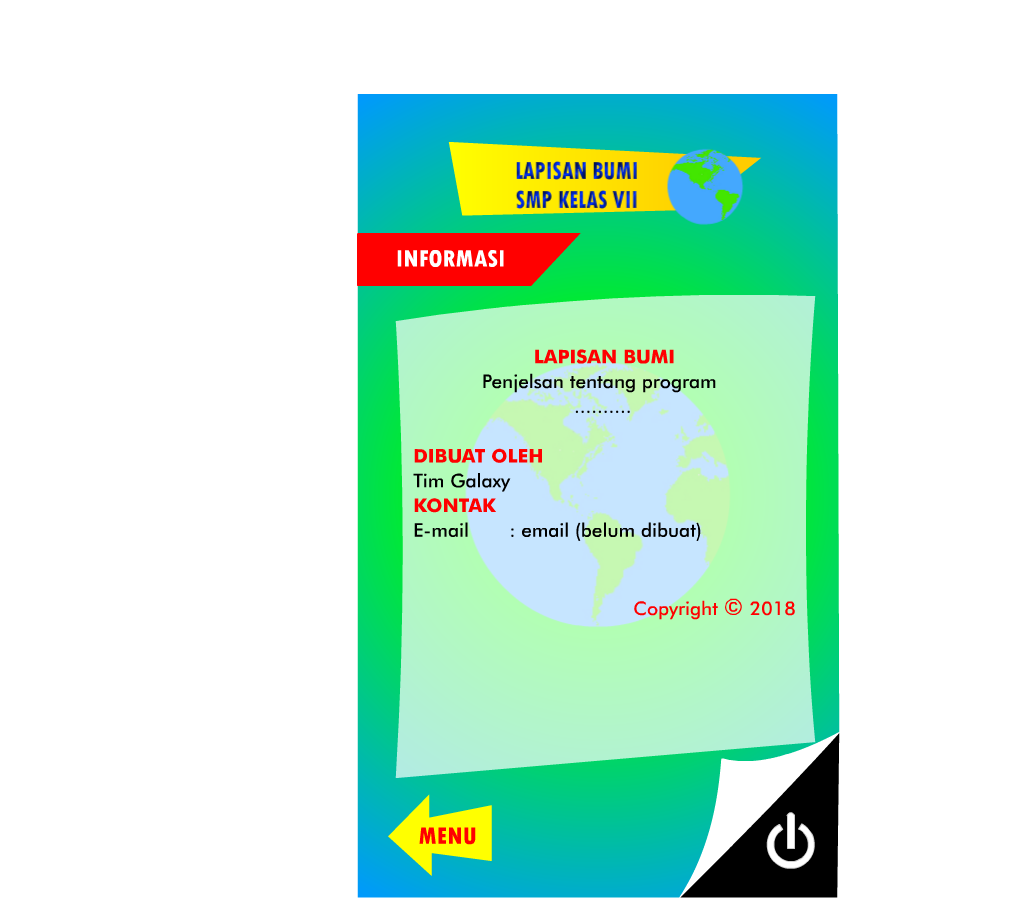 LAPISAN BUMI
SMP KELAS VII
INFORMASI
LAPISAN BUMI
Penjelsan tentang program
..........
DIBUAT OLEH
Tim Galaxy
KONTAK
E-mail : email (belum dibuat)
Copyright © 2018
MENU